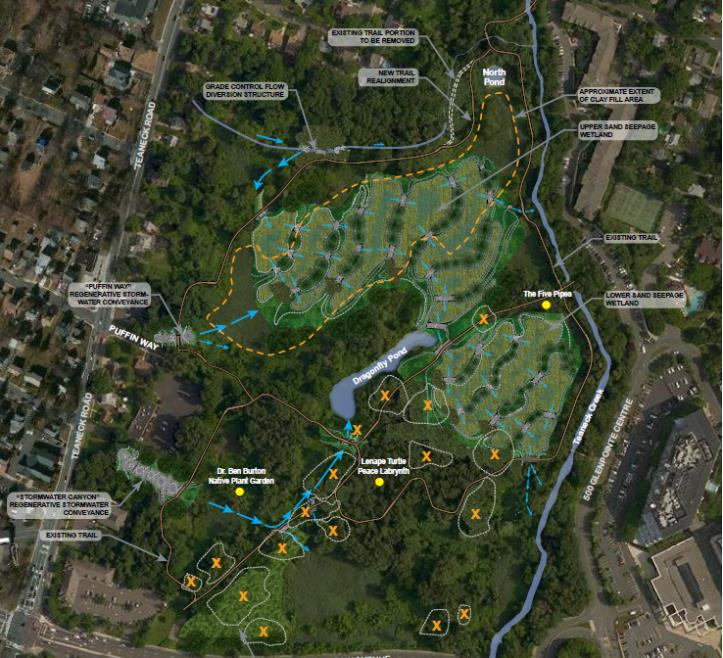 EXISTING TRAIL PORTION
TO BE REMOVED
NEW TRAIL
REALIGNMENT
North
Pond
GRADE CONTROL FLOW
DIVERSION STRUCTURE
APPROXIMATE EXTENT
OF CLAY FILL AREA
TEANECK ROAD
UPPER SAND SEEPAGE
WETLAND
EXISTING TRAIL
"PUFFIN WAY"
REGENERATIVE STORM-
WATER CONVEYANCE
The Five Pipes
LOWER SAND SEEPAGE
WETLAND
PUFFIN WAY
Dragonfly Pond
X
X
X
TEANECK ROAD
Teaneck Creek
500 GLENPOINTE CENTRE
X
X
X
Dr. Ben Burton
Native Plant Garden
Lenape Turtle
Peace Labrynth
X
"STORMWATER CANYON"
REGENERATIVE STORMWATER
CONVEYANCE
X
X
X
EXISTING TRAIL
X
X
X
X
X
X
X